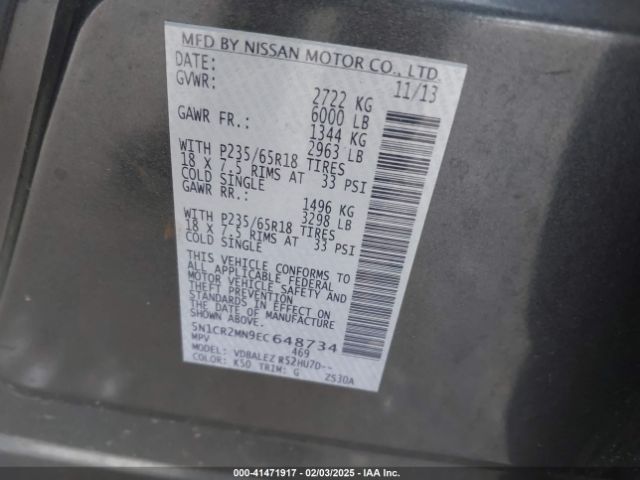 MFD BY NISSAN MOTOR CO., LTD.
DATE: 11/13
GVWR: 2722 KG
6000 LB
GAWR FR.: 1344 KG
2963 LB
WITH P235/65R18 TIRES
18 X 7.5 RIMS AT 33 PSI
COLD SINGLE
GAWR RR.: 1496 KG
3298 LB
WITH P235/65R18 TIRES
18 X 7.5 RIMS AT 33 PSI
COLD SINGLE
THIS VEHICLE CONFORMS TO
ALL APPLICABLE FEDERAL
MOTOR VEHICLE SAFETY AND
THEFT PREVENTION
STANDARDS IN EFFECT ON
THE DATE OF MANUFACTURE
SHOWN ABOVE.
5N1CR2MN9EC648734
MPV 469
MODEL: VDBALEZ R52HU7D--
COLOR: K50 TRIM: G Z530A
000-41471917 - 02/03/2025 - IAA Inc.